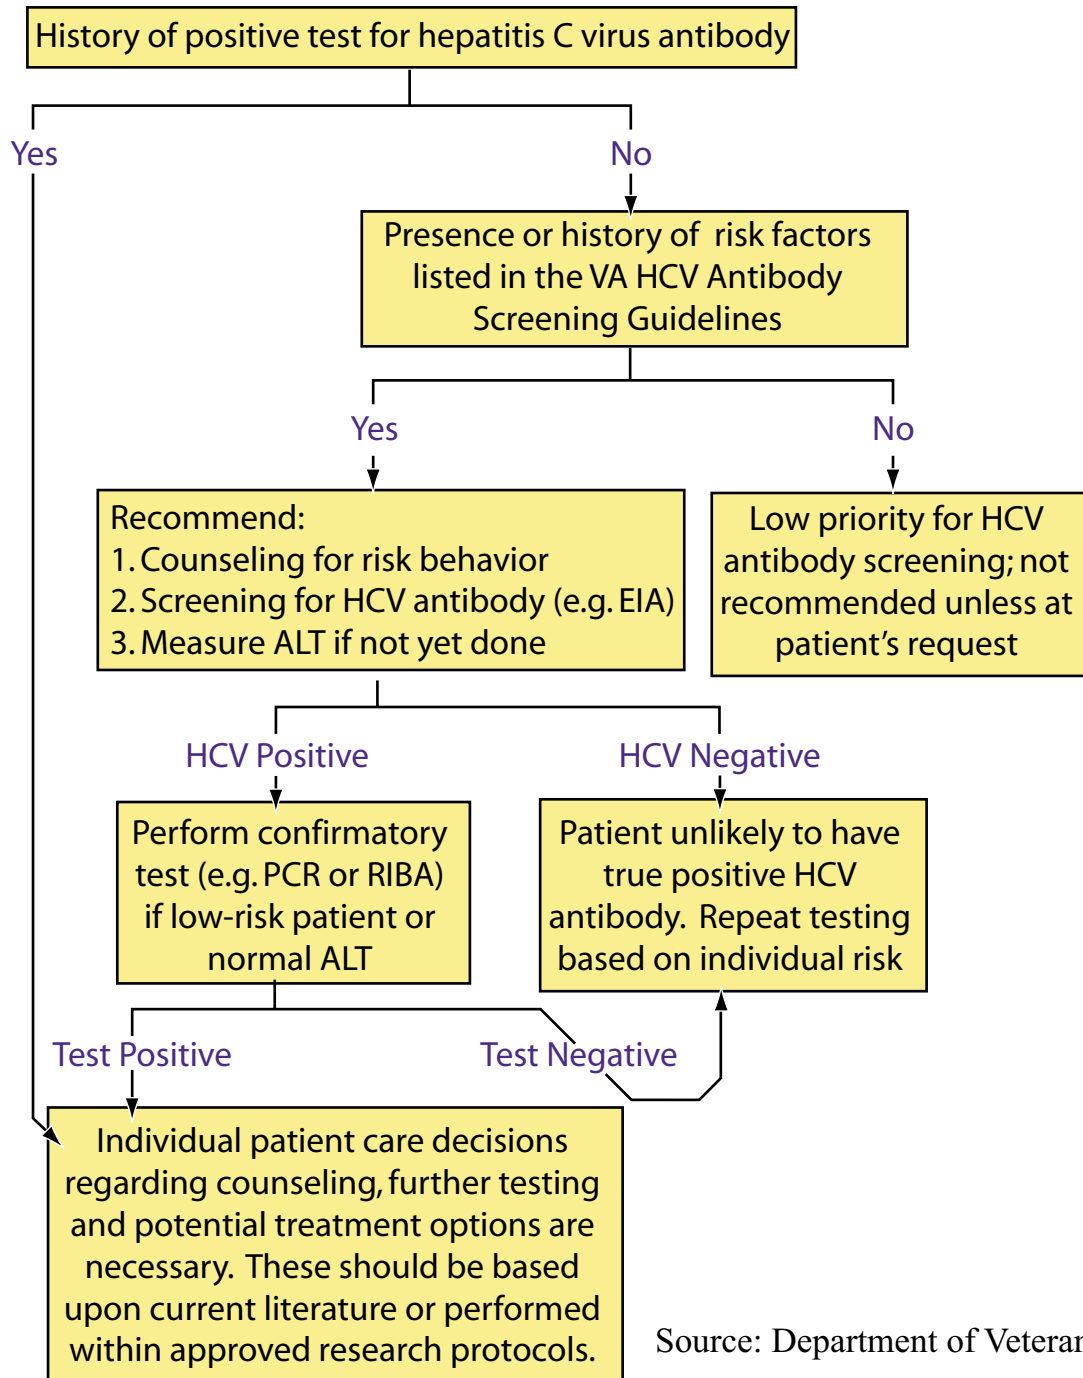 History of positive test for hepatitis C virus antibody
Yes
No
Presence or history of risk factors
listed in the VA HCV Antibody
Screening Guidelines
Yes
No
Recommend:
1. Counseling for risk behavior
2. Screening for HCV antibody (e.g. EIA)
3. Measure ALT if not yet done
Low priority for HCV
antibody screening; not
recommended unless at
patient's request
HCV Positive
HCV Negative
Perform confirmatory
test (e.g. PCR or RIBA)
if low-risk patient or
normal ALT
Patient unlikely to have
true positive HCV
antibody. Repeat testing
based on individual risk
Test Positive
Test Negative
Individual patient care decisions
regarding counseling, further testing
and potential treatment options are
necessary. These should be based
upon current literature or performed
within approved research protocols.
Source: Department of Veteran